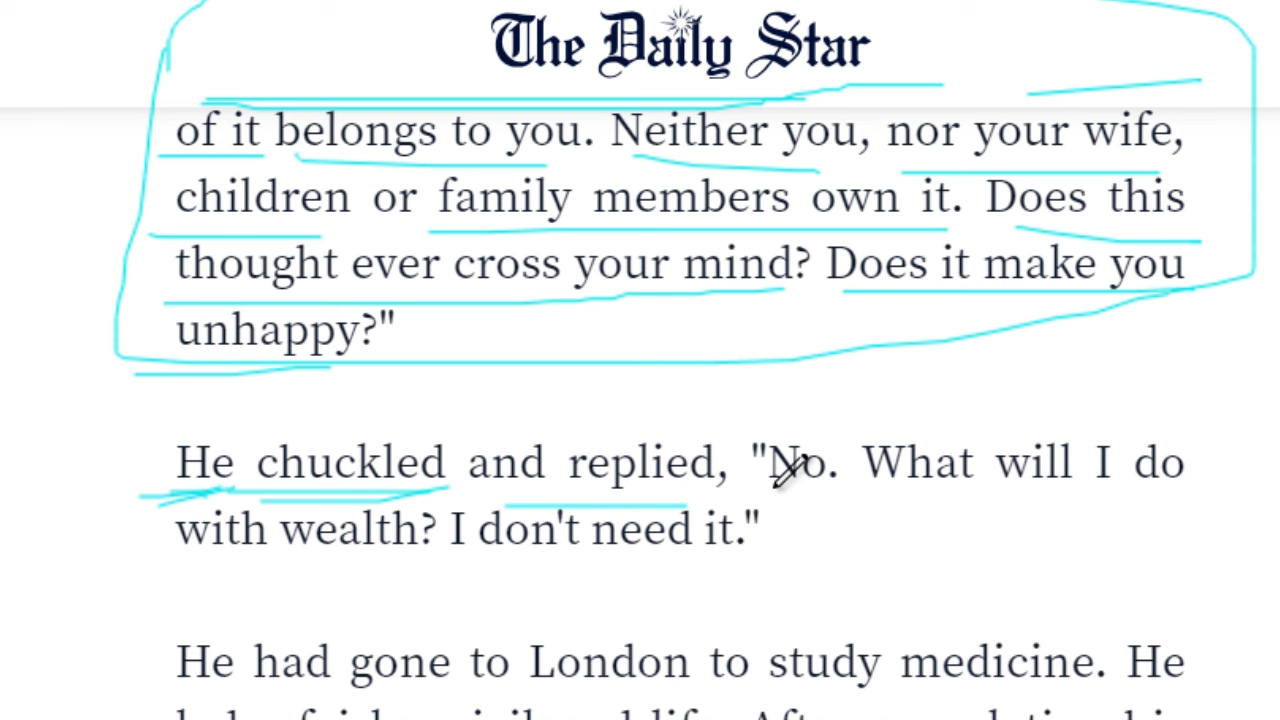 The Daily Star
of it belongs to you. Neither you, nor your wife,
children or family members own it. Does this
thought ever cross your mind? Does it make you
unhappy?"
He chuckled and replied, "No. What will I do
with wealth? I don't need it."
He had gone to London to study medicine. He